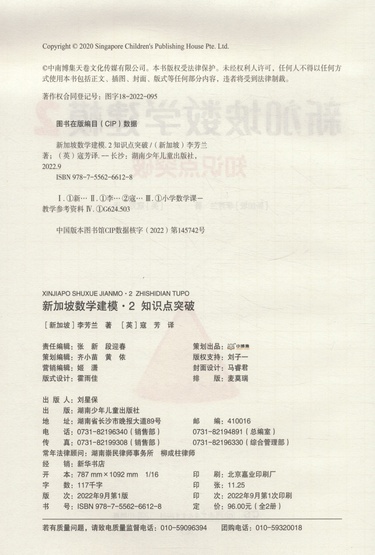 Copyright © 2020 Singapore Children's Publishing House Pte. Ltd.
©中南博集天卷文化传媒有限公司。本书版权受法律保护。未经权利人许可，任何人不得以任何方
式使用本书包括正文、插图、封面、版式等任何部分内容，违者将受到法律制裁。
著作权合同登记号：图字18-2022-095
图书在版编目（CIP）数据
新加坡数学建模. 2 知识点突破 /（新加坡）李芳兰
著；（英）寇芳译. -- 长沙：湖南少年儿童出版社，
2022.9
ISBN 978-7-5562-6612-8
Ⅰ. ①新… Ⅱ. ①李… ②寇… Ⅲ. ①小学数学课－
教学参考资料 Ⅳ. ①G624.503
中国版本图书馆CIP数据核字（2022）第145742号
XINJIAPO SHUXUE JIANMO·2 ZHISHIDIAN TUPO
新加坡数学建模·2 知识点突破
［新加坡］李芳兰 著 ［英］寇 芳 译
责任编辑：张 新 段迎春 策划出品：小博集
策划编辑：齐小苗 黄 依 版权支持：刘子一
营销编辑：姬 潇 封面设计：马睿君
版式设计：霍雨佳 排 版：麦莫瑞
出 版 人：刘星保
出 版：湖南少年儿童出版社
地 址：湖南省长沙市晚报大道89号 邮 编：410016
电 话：0731-82196340（销售部） 0731-82194891（总编室）
传 真：0731-82199308（销售部） 0731-82196330（综合管理部）
常年法律顾问：湖南崇民律师事务所 柳成柱律师
经 销：新华书店
开 本：787 mm×1092 mm 1/16 印 刷：北京嘉业印刷厂
字 数：117千字 印 张：11.25
版 次：2022年9月第1版 印 次：2022年9月第1次印刷
书 号：ISBN 978-7-5562-6612-8 定 价：96.00元（全2册）
若有质量问题，请致电质量监督电话：010-59096394 团购电话：010-59320018